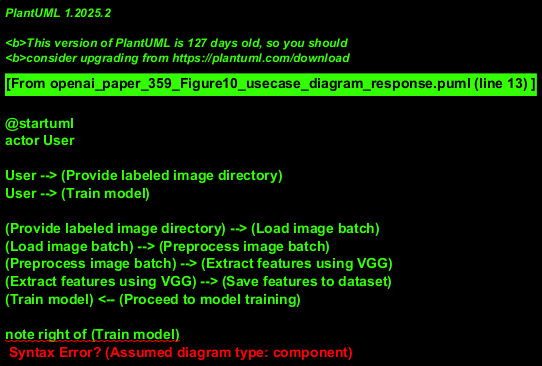 PlantUML 1.2025.2
<b>This version of PlantUML is 127 days old, so you should
<b>consider upgrading from https://plantuml.com/download
[From openai_paper_359_Figure10_usecase_diagram_response.puml (line 13) ]
@startuml
actor User
User --> (Provide labeled image directory)
User --> (Train model)
(Provide labeled image directory) --> (Load image batch)
(Load image batch) --> (Preprocess image batch)
(Preprocess image batch) --> (Extract features using VGG)
(Extract features using VGG) --> (Save features to dataset)
(Train model) <-- (Proceed to model training)
note right of (Train model)
Syntax Error? (Assumed diagram type: component)